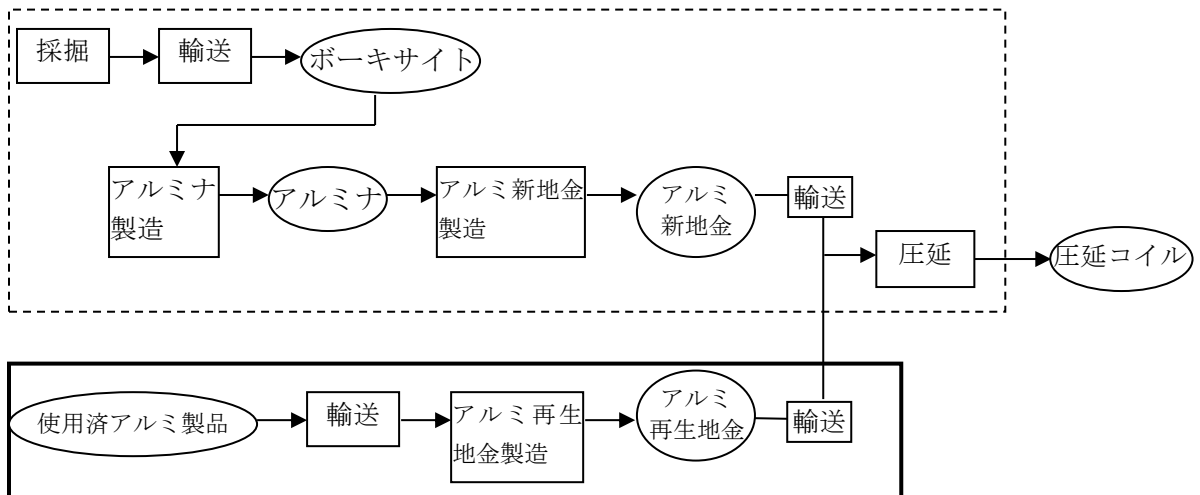 採掘
輸送
ボーキサイト
アルミナ
製造
アルミナ
アルミ新地金
製造
アルミ
新地金
輸送
圧延
圧延コイル
使用済アルミ製品
輸送
アルミ再生
地金製造
アルミ
再生地金
輸送